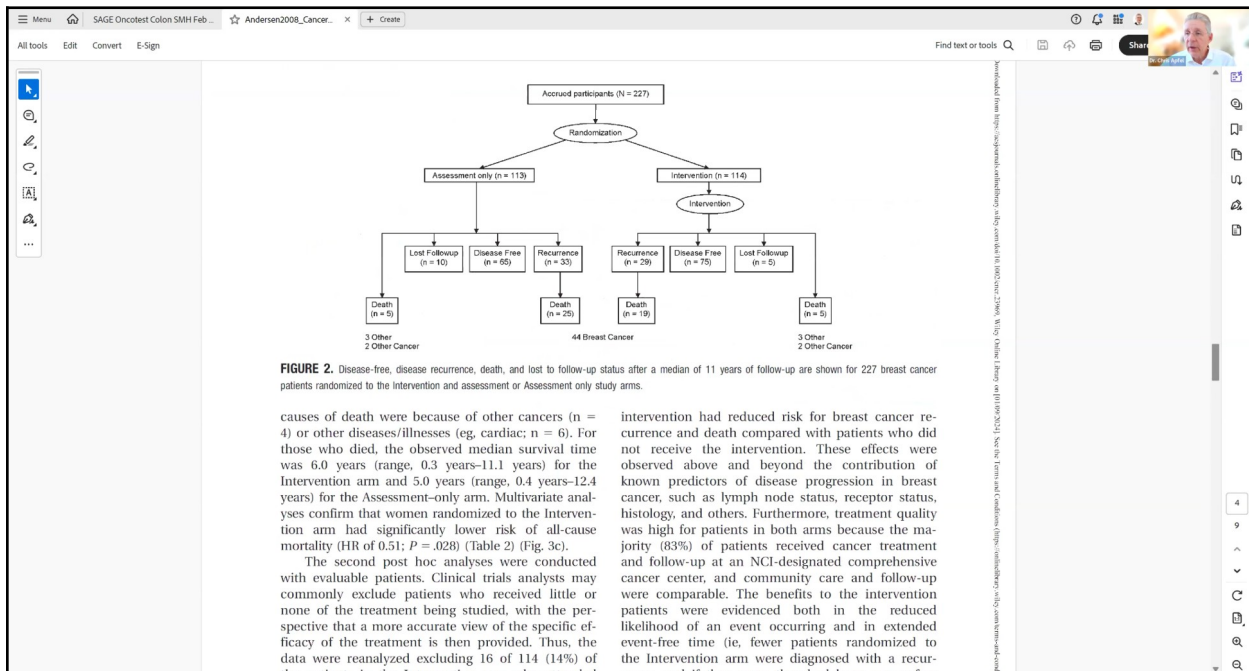 Menu
SAGE Oncotest Colon SMH Feb ...
Andersen2008_Cancer...
Create
All tools
Edit
Convert
E-Sign
Find text or tools
Dr. Chris Apfel
Accrued participants (N = 227)
Randomization
Assessment only (n = 113)
Intervention (n = 114)
Intervention
Lost Followup
(n = 10)
Disease Free
(n = 65)
Recurrence
(n = 33)
Recurrence
(n = 29)
Disease Free
(n = 75)
Lost Followup
(n = 5)
Death
(n = 5)
Death
(n = 25)
Death
(n = 19)
Death
(n = 5)
3 Other
2 Other Cancer
44 Breast Cancer
3 Other
2 Other Cancer
FIGURE 2. Disease-free, disease recurrence, death, and lost to follow-up status after a median of 11 years of follow-up are shown for 227 breast cancer
patients randomized to the Intervention and assessment or Assessment only study arms.
causes of death were because of other cancers (n =
4) or other diseases/illnesses (eg, cardiac; n = 6). For
those who died, the observed median survival time
was 6.0 years (range, 0.3 years–11.1 years) for the
Intervention arm and 5.0 years (range, 0.4 years–12.4
years) for the Assessment–only arm. Multivariate anal-
yses confirm that women randomized to the Interven-
tion arm had significantly lower risk of all-cause
mortality (HR of 0.51; P = .028) (Table 2) (Fig. 3c).
The second post hoc analyses were conducted
with evaluable patients. Clinical trials analysts may
commonly exclude patients who received little or
none of the treatment being studied, with the per-
spective that a more accurate view of the specific ef-
ficacy of the treatment is then provided. Thus, the
data were reanalyzed excluding 16 of 114 (14%) of
intervention had reduced risk for breast cancer re-
currence and death compared with patients who did
not receive the intervention. These effects were
observed above and beyond the contribution of
known predictors of disease progression in breast
cancer, such as lymph node status, receptor status,
histology, and others. Furthermore, treatment quality
was high for patients in both arms because the ma-
jority (83%) of patients received cancer treatment
and follow-up at an NCI-designated comprehensive
cancer center, and community care and follow-up
were comparable. The benefits to the intervention
patients were evidenced both in the reduced
likelihood of an event occurring and in extended
event-free time (ie, fewer patients randomized to
the Intervention arm were diagnosed with a recur-
4
9